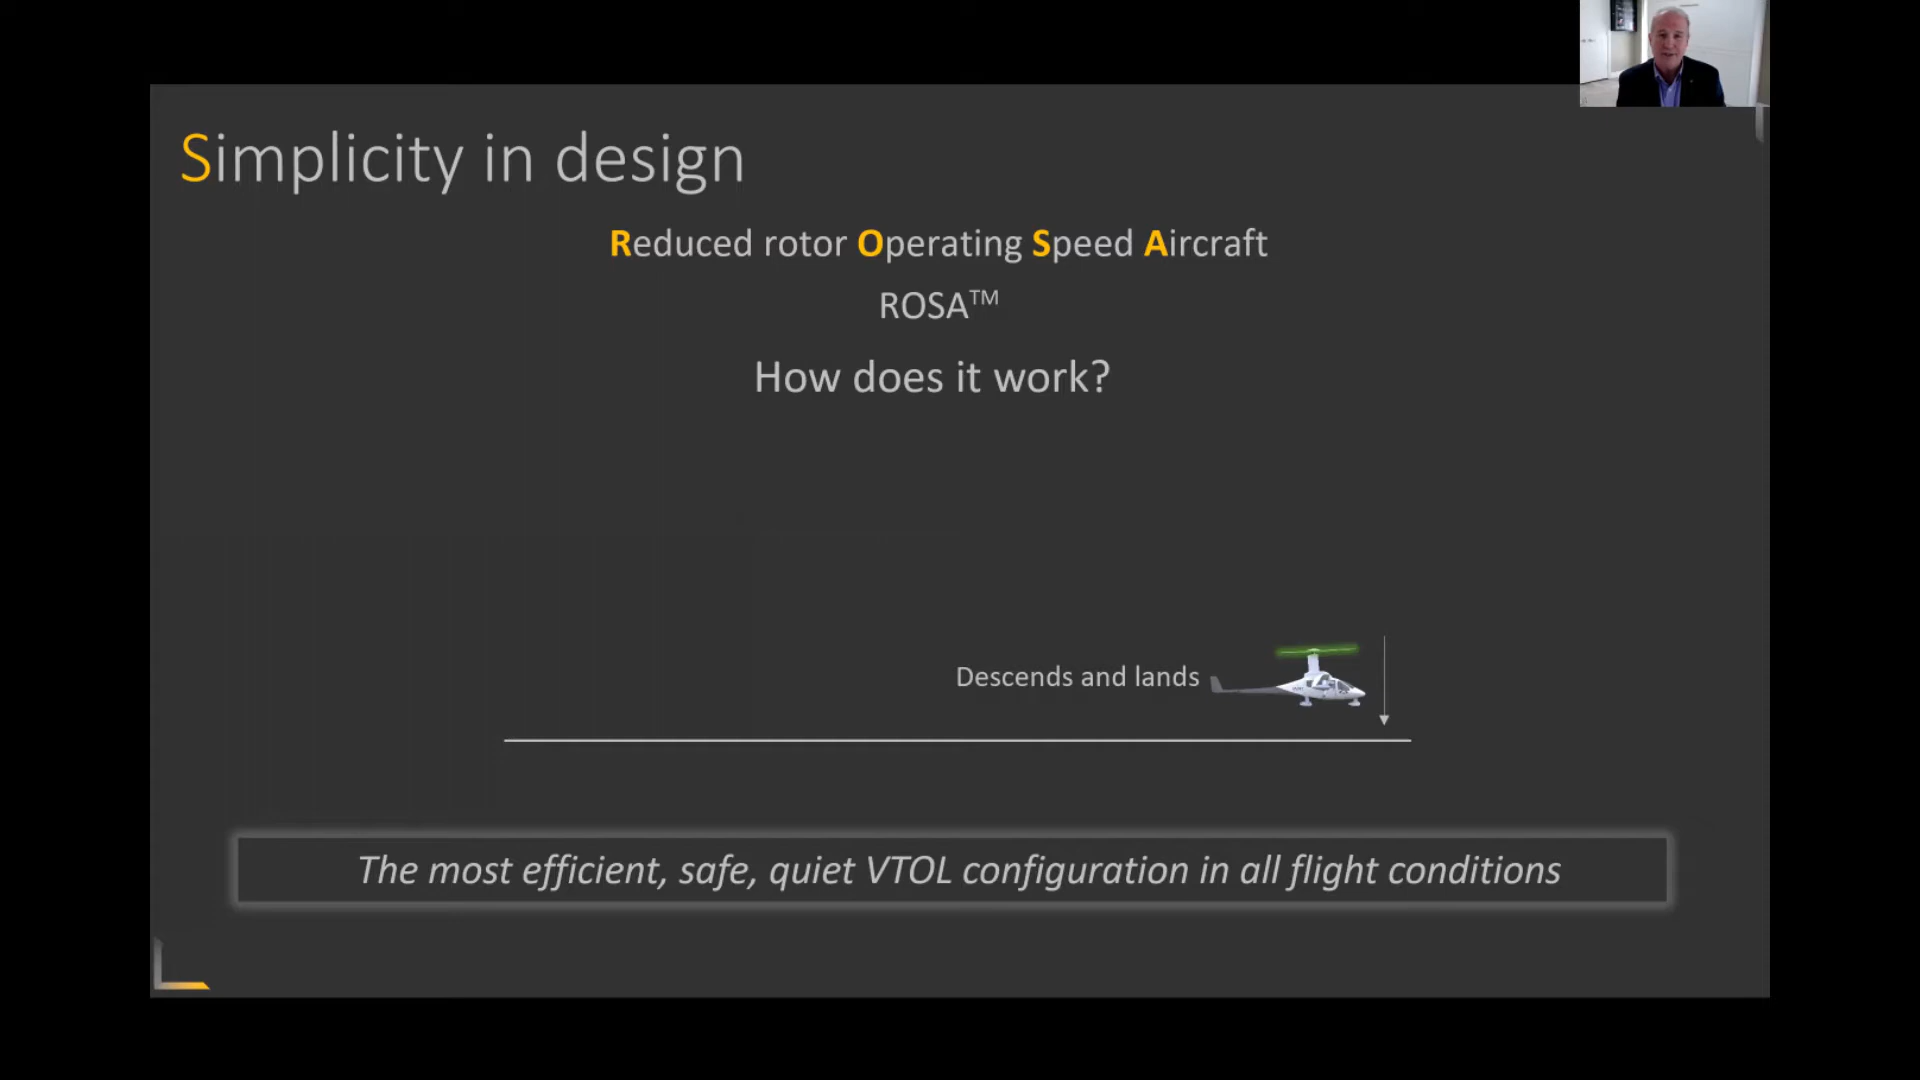 Simplicity in design
Reduced rotor Operating Speed Aircraft
ROSA™
How does it work?
Descends and lands
The most efficient, safe, quiet VTOL configuration in all flight conditions